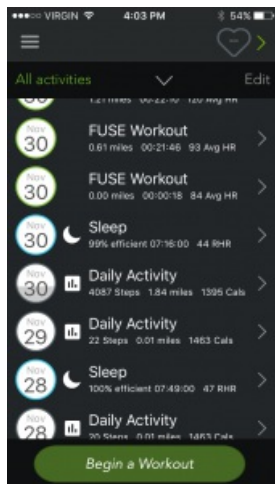 VIRGIN 4:03 PM 54%
All activities Edit
30
1.21 miles 00:22:10 120 Avg HR
Nov
30
FUSE Workout
0.61 miles 00:21:46 93 Avg HR
Nov
30
FUSE Workout
0.00 miles 00:00:18 84 Avg HR
Nov
30
Sleep
99% efficient 07:16:00 44 RHR
Nov
30
Daily Activity
4087 Steps 1.84 miles 1395 Cals
Nov
29
Daily Activity
22 Steps 0.01 miles 1463 Cals
Nov
28
Sleep
100% efficient 07:49:00 47 RHR
Nov
28
Daily Activity
20 Steps 0.01 miles 1453 Cals
Begin a Workout